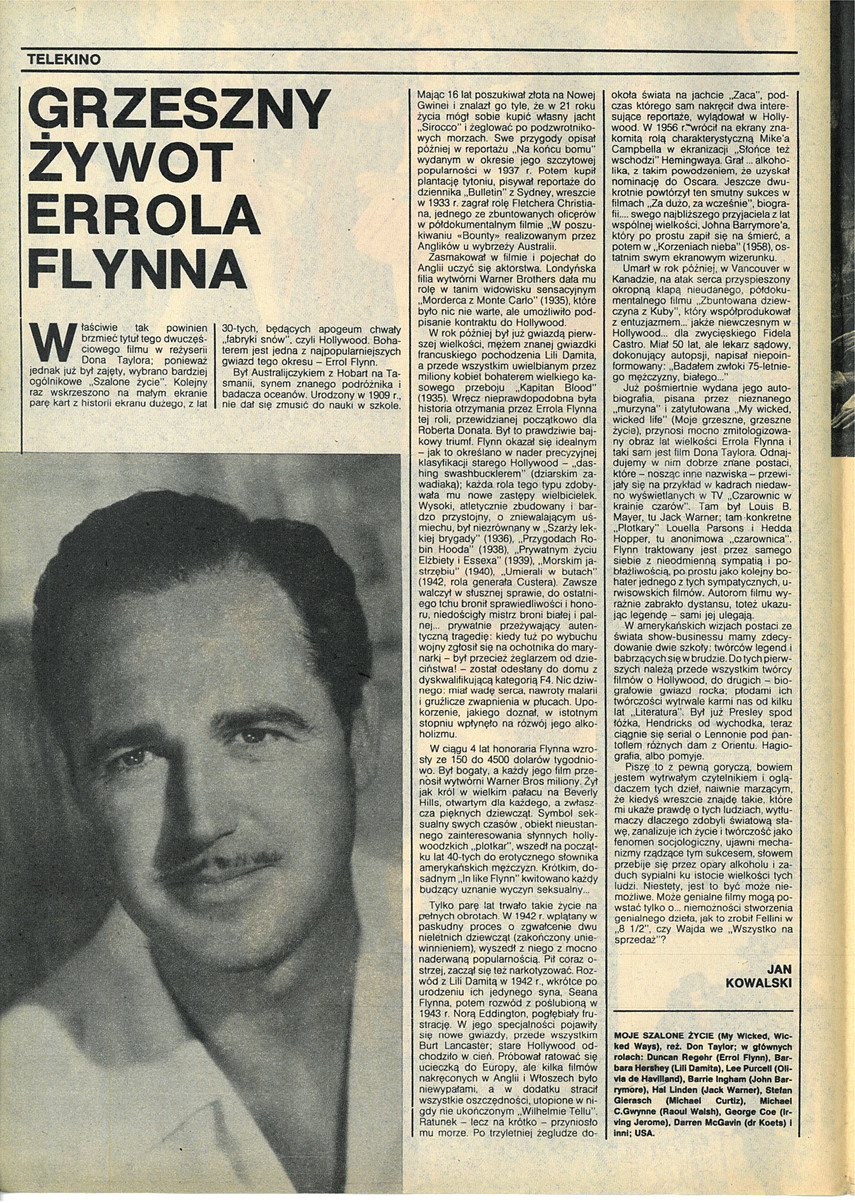 TELEKINO
GRZESZNY
ŻYWOT
ERROLA
FLYNNA
Właściwie tak powinien
brzmieć tytuł tego dwuczęś-
ciowego filmu w reżyserii
Dona Taylora; ponieważ
jednak już był zajęty, wybrano bardziej
ogólnikowe „Szalone życie". Kolejny
raz wskrzeszono na małym ekranie
parę kart z historii ekranu dużego, z lat
30-tych, będących apogeum chwały
„fabryki snów", czyli Hollywood. Boha-
terem jest jedna z najpopularniejszych
gwiazd tego okresu – Errol Flynn.
Był Australijczykiem z Hobart na Ta-
smanii, synem znanego podróżnika i
badacza oceanów. Urodzony w 1909 r.,
nie dał się zmusić do nauki w szkole.
Mając 16 lat poszukiwał złota na Nowej
Gwinei i znalazł go tyle, że w 21 roku
życia mógł sobie kupić własny jacht
„Sirocco" i żeglować po podzwrotniko-
wych morzach. Swe przygody opisał
później w reportażu „Na końcu bomu"
wydanym w okresie jego szczytowej
popularności w 1937 r. Potem kupił
plantację tytoniu, pisywał reportaże do
dziennika „Bulletin" z Sydney, wreszcie
w 1933 r. zagrał rolę Fletchera Christia-
na, jednego ze zbuntowanych oficerów
w półdokumentalnym filmie „W poszu-
kiwaniu «Bounty» realizowanym przez
Anglików u wybrzeży Australii.
Zasmakował w filmie i pojechał do
Anglii uczyć się aktorstwa. Londyńska
filia wytwórni Warner Brothers dała mu
rolę w tanim widowisku sensacyjnym
„Morderca z Monte Carlo" (1935), które
było nic nie warte, ale umożliwiło pod-
pisanie kontraktu do Hollywood.
W rok później był już gwiazdą pierw-
szej wielkości, mężem znanej gwiazdki
francuskiego pochodzenia Lili Damita,
a przede wszystkim uwielbianym przez
miliony kobiet bohaterem wielkiego ka-
sowego przeboju „Kapitan Blood"
(1935). Wręcz nieprawdopodobna była
historia otrzymania przez Errola Flynna
tej roli, przewidzianej początkowo dla
Roberta Donata. Był to prawdziwie baj-
kowy triumf. Flynn okazał się idealnym
– jak to określano w nader precyzyjnej
klasyfikacji starego Hollywood – „das-
hing swashbucklerem" (dziarskim za-
wadiaką); każda rola tego typu zdoby-
wała mu nowe zastępy wielbicielek.
Wysoki, atletycznie zbudowany i bar-
dzo przystojny, o zniewalającym uś-
miechu, był niezrównany w „Szarży lek-
kiej brygady" (1936), „Przygodach Ro-
bin Hooda" (1938), „Prywatnym życiu
Elżbiety i Essexa" (1939), „Morskim ja-
strzębiu" (1940), „Umierali w butach"
(1942, rola generała Custera). Zawsze
walczył w słusznej sprawie, do ostatni-
ego tchu bronił sprawiedliwości i hono-
ru, niedościgły mistrz broni białej i pal-
nej... prywatnie przeżywający auten-
tyczną tragedię: kiedy tuż po wybuchu
wojny zgłosił się na ochotnika do mary-
narki – był przecież żeglarzem od dzie-
ciństwa! – został odesłany do domu z
dyskwalifikującą kategorią F4. Nic dziw-
nego: miał wadę serca, nawroty malarii
i gruźlicze zwapnienia w płucach. Upo-
korzenie, jakiego doznał, w istotnym
stopniu wpłynęło na rozwój jego alko-
holizmu.
W ciągu 4 lat honoraria Flynna wzro-
sły ze 150 do 4500 dolarów tygodnio-
wo. Był bogaty, a każdy jego film prze-
nosił wytwórni Warner Bros miliony. Żył
jak król w wielkim pałacu na Beverly
Hills, otwartym dla każdego, a zwłasz-
cza pięknych dziewcząt. Symbol sek-
sualny swych czasów, obiekt nieustan-
nego zainteresowania słynnych holly-
woodzkich „plotkar", wszedł na począt-
ku lat 40-tych do erotycznego słownika
amerykańskich mężczyzn. Krótkim, do-
sadnym „In like Flynn" kwitowano każdy
budzący uznanie wyczyn seksualny...
Tylko parę lat trwało takie życie na
pełnych obrotach. W 1942 r. wplątany w
paskudny proces o zgwałcenie dwu
nieletnich dziewcząt (zakończony unie-
winnieniem), wyszedł z niego z mocno
naderwaną popularnością. Pił coraz o-
strzej, zaczął się też narkotyzować. Roz-
wód z Lili Damitą w 1942 r., wkrótce po
urodzeniu ich jedynego syna, Seana
Flynna, potem rozwód z poślubioną w
1943 r. Norą Eddington, pogłębiały fru-
strację. W jego specjalności pojawiły
się nowe gwiazdy, przede wszystkim
Burt Lancaster; stare Hollywood od-
chodziło w cień. Próbował ratować się
ucieczką do Europy, ale kilka filmów
nakręconych w Anglii i Włoszech było
niewypałami, a w dodatku stracił
wszystkie oszczędności, utopione w ni-
gdy nie ukończonym „Wilhelmie Tellu".
Ratunek – lecz na krótko – przyniosło
mu morze. Po trzyletniej żegludze do-
okoła świata na jachcie „Zaca", pod-
czas którego sam nakręcił dwa intere-
sujące reportaże, wylądował w Holly-
wood. W 1956 r. wrócił na ekrany zna-
komitą rolą charakterystyczną Mike'a
Campbella w ekranizacji „Słońce też
wschodzi" Hemingwaya. Grał ... alkoho-
lika, z takim powodzeniem, że uzyskał
nominację do Oscara. Jeszcze dwu-
krotnie powtórzył ten smutny sukces w
filmach „Za dużo, za wcześnie", biogra-
fii.... swego najbliższego przyjaciela z lat
wspólnej wielkości, Johna Barrymore'a,
który po prostu zapił się na śmierć, a
potem w „Korzeniach nieba" (1958), os-
tatnim swym ekranowym wizerunku.
Umarł w rok później, w Vancouver w
Kanadzie, na atak serca przyspieszony
okropną klapą nieudanego, półdoku-
mentalnego filmu „Zbuntowana dziew-
czyna z Kuby", który współprodukował
z entuzjazmem... jakże niewczesnym w
Hollywood... dla zwycięskiego Fidela
Castro. Miał 50 lat, ale lekarz sądowy,
dokonujący autopsji, napisał niepoin-
formowany: „Badałem zwłoki 75-letnie-
go mężczyzny, białego..."
Już pośmiertnie wydana jego auto-
biografia, pisana przez nieznanego
„murzyna" i zatytułowana „My wicked,
wicked life" (Moje grzeszne, grzeszne
życie), przynosi mocno zmitologizowa-
ny obraz lat wielkości Errola Flynna i
taki sam jest film Dona Taylora. Odnaj-
dujemy w nim dobrze znane postaci,
które – nosząc inne nazwiska – przewi-
jały się na przykład w kadrach niedaw-
no wyświetlanych w TV „Czarownic w
krainie czarów". Tam był Louis B.
Mayer, tu Jack Warner; tam konkretne
„Plotkary" Louella Parsons i Hedda
Hopper, tu anonimowa „czarownica".
Flynn traktowany jest przez samego
siebie z nieodmienną sympatią i po-
błażliwością, po prostu jako kolejny bo-
hater jednego z tych sympatycznych, u-
rwisowskich filmów. Autorom filmu wy-
raźnie zabrakło dystansu, toteż ukazu-
jąc legendę – sami jej ulegają.
W amerykańskich wizjach postaci ze
świata show-businessu mamy zdecy-
dowanie dwie szkoły: twórców legend i
babrzących się w brudzie. Do tych pierw-
szych należą przede wszystkim twórcy
filmów o Hollywood, do drugich – bio-
grafowie gwiazd rocka; płodami ich
twórczości wytrwale karmi nas od kilku
lat „Literatura". Był już Presley spod
łóżka, Hendricks od wychodka, teraz
ciągnie się serial o Lennonie pod pan-
toflem różnych dam z Orientu. Hagio-
grafia, albo pomyje.
Piszę to z pewną goryczą, bowiem
jestem wytrwałym czytelnikiem i oglą-
daczem tych dzieł, naiwnie marzącym,
że kiedyś wreszcie znajdę takie, które
mi ukaże prawdę o tych ludziach, wytłu-
maczy dlaczego zdobyli światową sła-
wę, zanalizuje ich życie i twórczość jako
fenomen socjologiczny, ujawni mecha-
nizmy rządzące tym sukcesem, słowem
przebije się przez opary alkoholu i za-
duch sypialni ku istocie wielkości tych
ludzi. Niestety, jest to być może nie-
możliwe. Może genialne filmy mogą po-
wstać tylko o... niemożności stworzenia
genialnego dzieła, jak to zrobił Fellini w
„8 1/2", czy Wajda we „Wszystko na
sprzedaż"?
JAN
KOWALSKI
MOJE SZALONE ŻYCIE (My Wicked, Wic-
ked Ways), reż. Don Taylor; w głównych
rolach: Duncan Regehr (Errol Flynn), Bar-
bara Hershey (Lili Damita), Lee Purcell (Oli-
via de Havilland), Barrie Ingham (John Bar-
rymore), Hal Linden (Jack Warner), Stefan
Gierasch (Michael Curtiz), Michael
C.Gwynne (Raoul Walsh), George Coe (Ir-
ving Jerome), Darren McGavin (dr Koets) i
inni; USA.